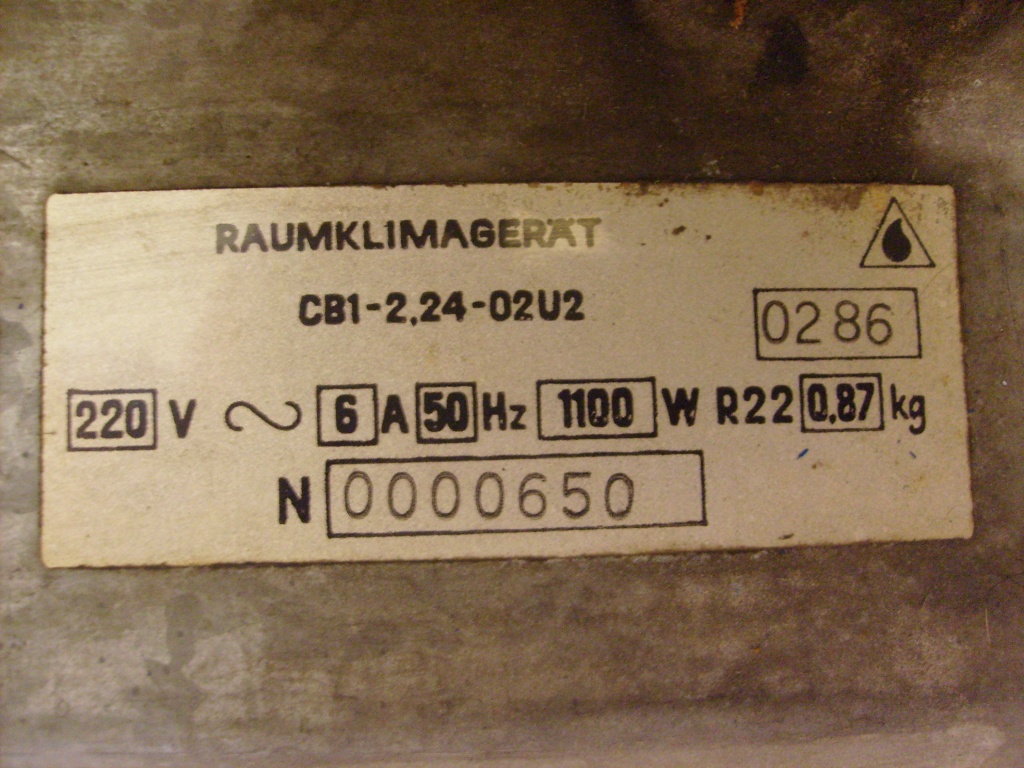 RAUMKLIMAGERÄT
CB1-2,24-02U2
0286
220 V ~ 6 A 50 Hz 1100 W R22 0,87 kg
N 0000650